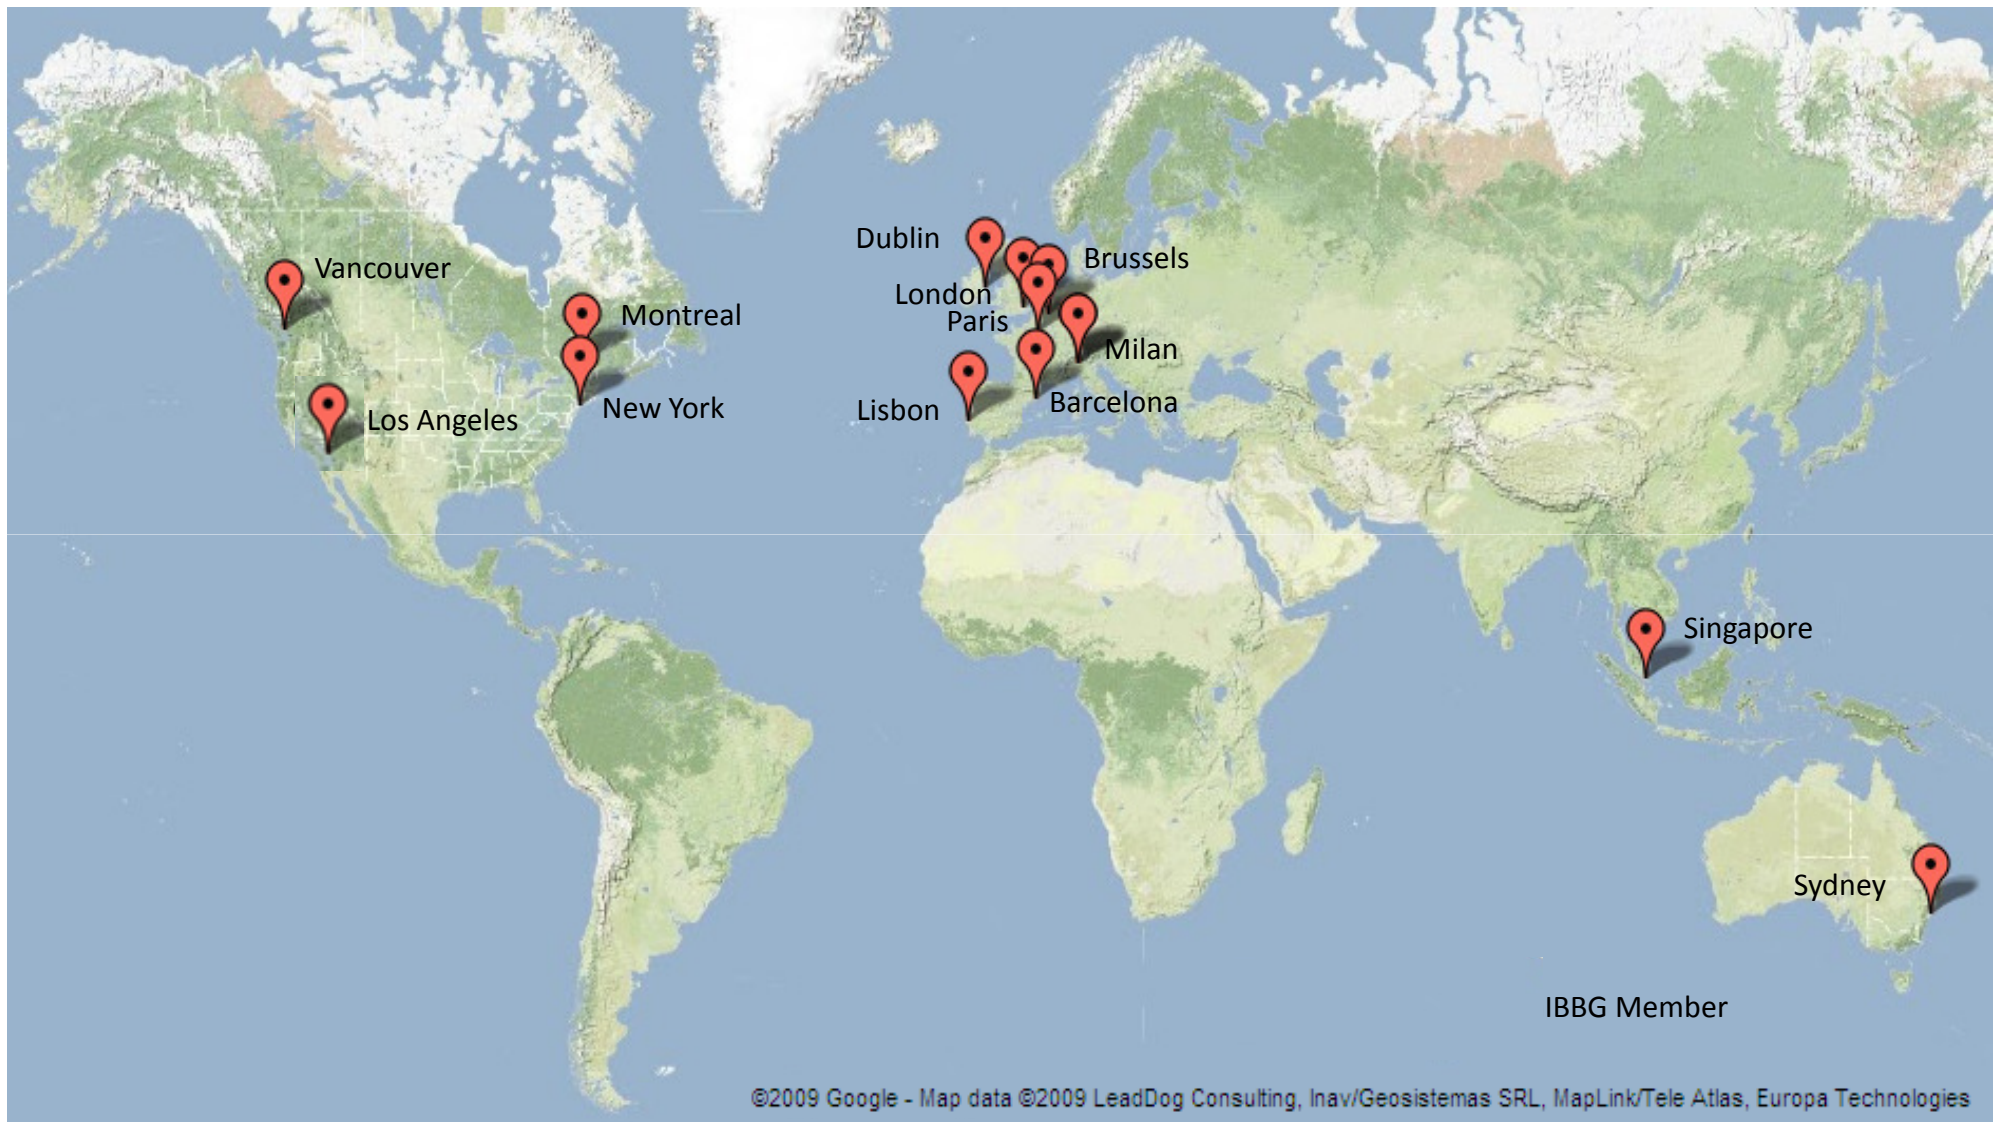 Dublin
Brussels
Vancouver
London
Montreal
Paris
Milan
Barcelona
New York
Lisbon
Los Angeles
Singapore
Sydney
IBBG Member
©2009 Google - Map data ©2009 LeadDog Consulting, Inav/Geosistemas SRL, MapLink/Tele Atlas, Europa Technologies